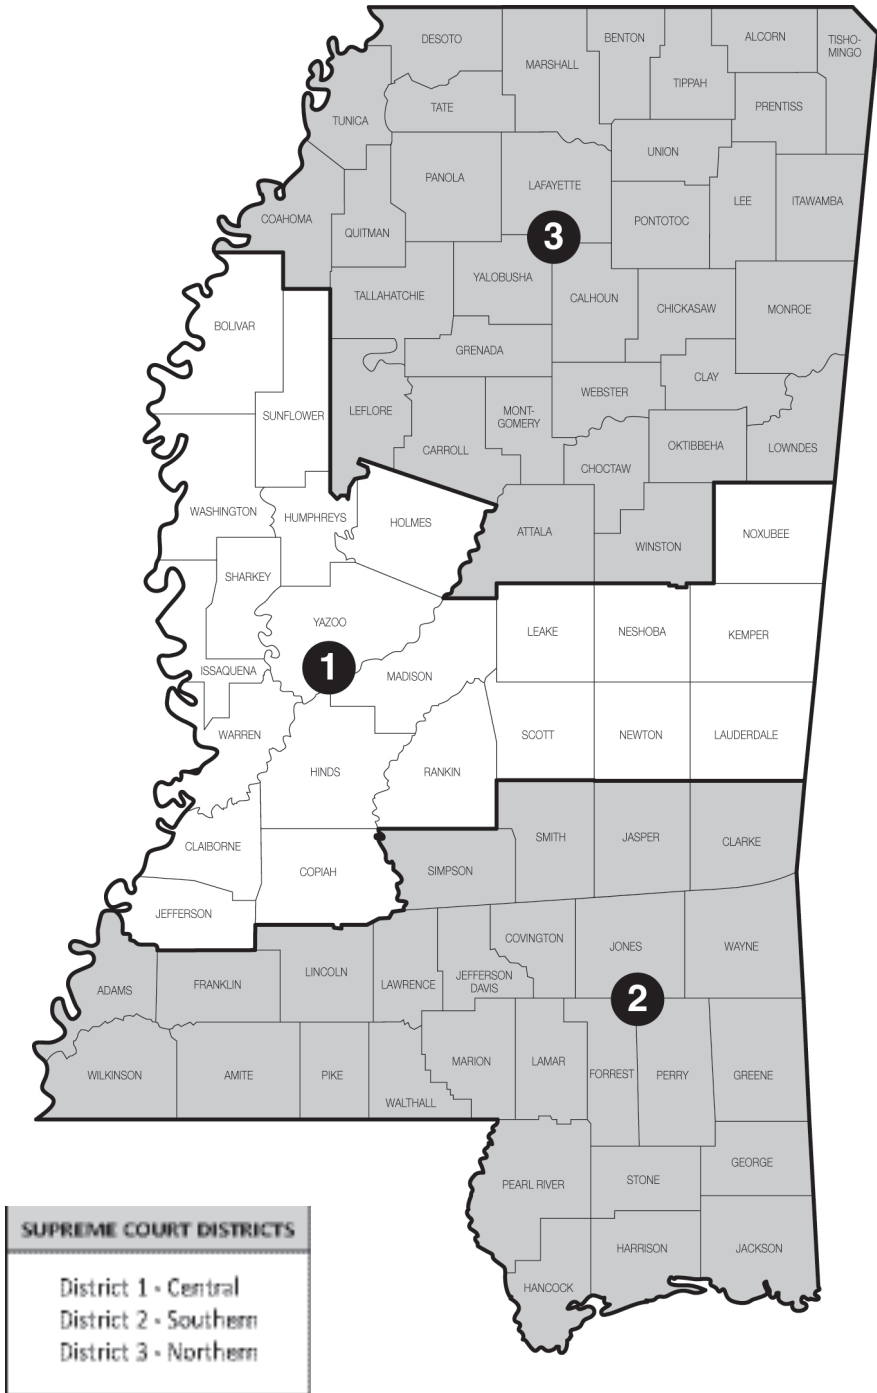 DESOTO
BENTON
ALCORN
TISHO-
MINGO
MARSHALL
TIPPAH
TATE
PRENTISS
TUNICA
UNION
PANOLA
LAFAYETTE
LEE
ITAWAMBA
COAHOMA
QUITMAN
PONTOTOC
3
YALOBUSHA
TALLAHATCHIE
CALHOUN
CHICKASAW
MONROE
BOLIVAR
GRENADA
CLAY
WEBSTER
SUNFLOWER
LEFLORE
MONT-
GOMERY
CARROLL
OKTIBBEHA
LOWNDES
CHOCTAW
WASHINGTON
HUMPHREYS
HOLMES
ATTALA
NOXUBEE
WINSTON
SHARKEY
YAZOO
LEAKE
NESHOBA
KEMPER
1
ISSAQUENA
MADISON
WARREN
SCOTT
NEWTON
LAUDERDALE
HINDS
RANKIN
CLAIBORNE
SMITH
JASPER
CLARKE
COPIAH
SIMPSON
JEFFERSON
COVINGTON
JONES
WAYNE
LINCOLN
ADAMS
FRANKLIN
LAWRENCE
JEFFERSON
DAVIS
2
WILKINSON
AMITE
PIKE
MARION
LAMAR
FORREST
PERRY
GREENE
WALTHALL
GEORGE
PEARL RIVER
STONE
HARRISON
JACKSON
HANCOCK
SUPREME COURT DISTRICTS
District 1 - Central
District 2 - Southern
District 3 - Northern